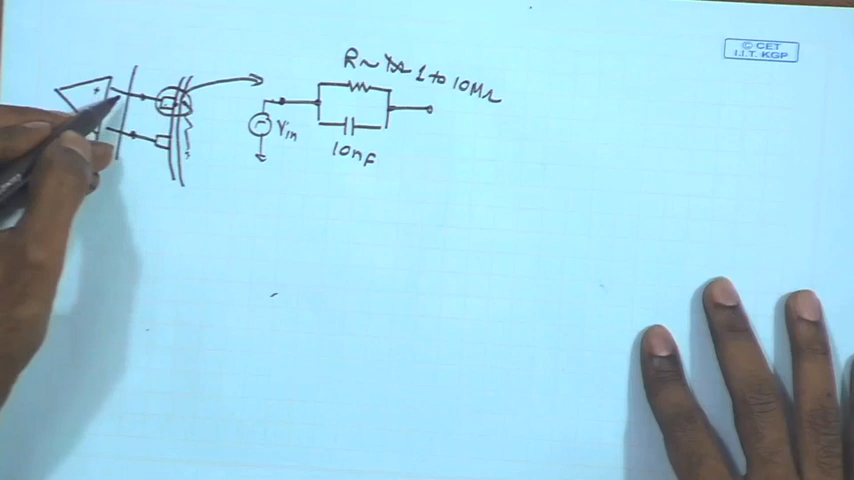 © CET
I.I.T. KGP
R ~ 1 to 10MΩ
+
Vin
10nF